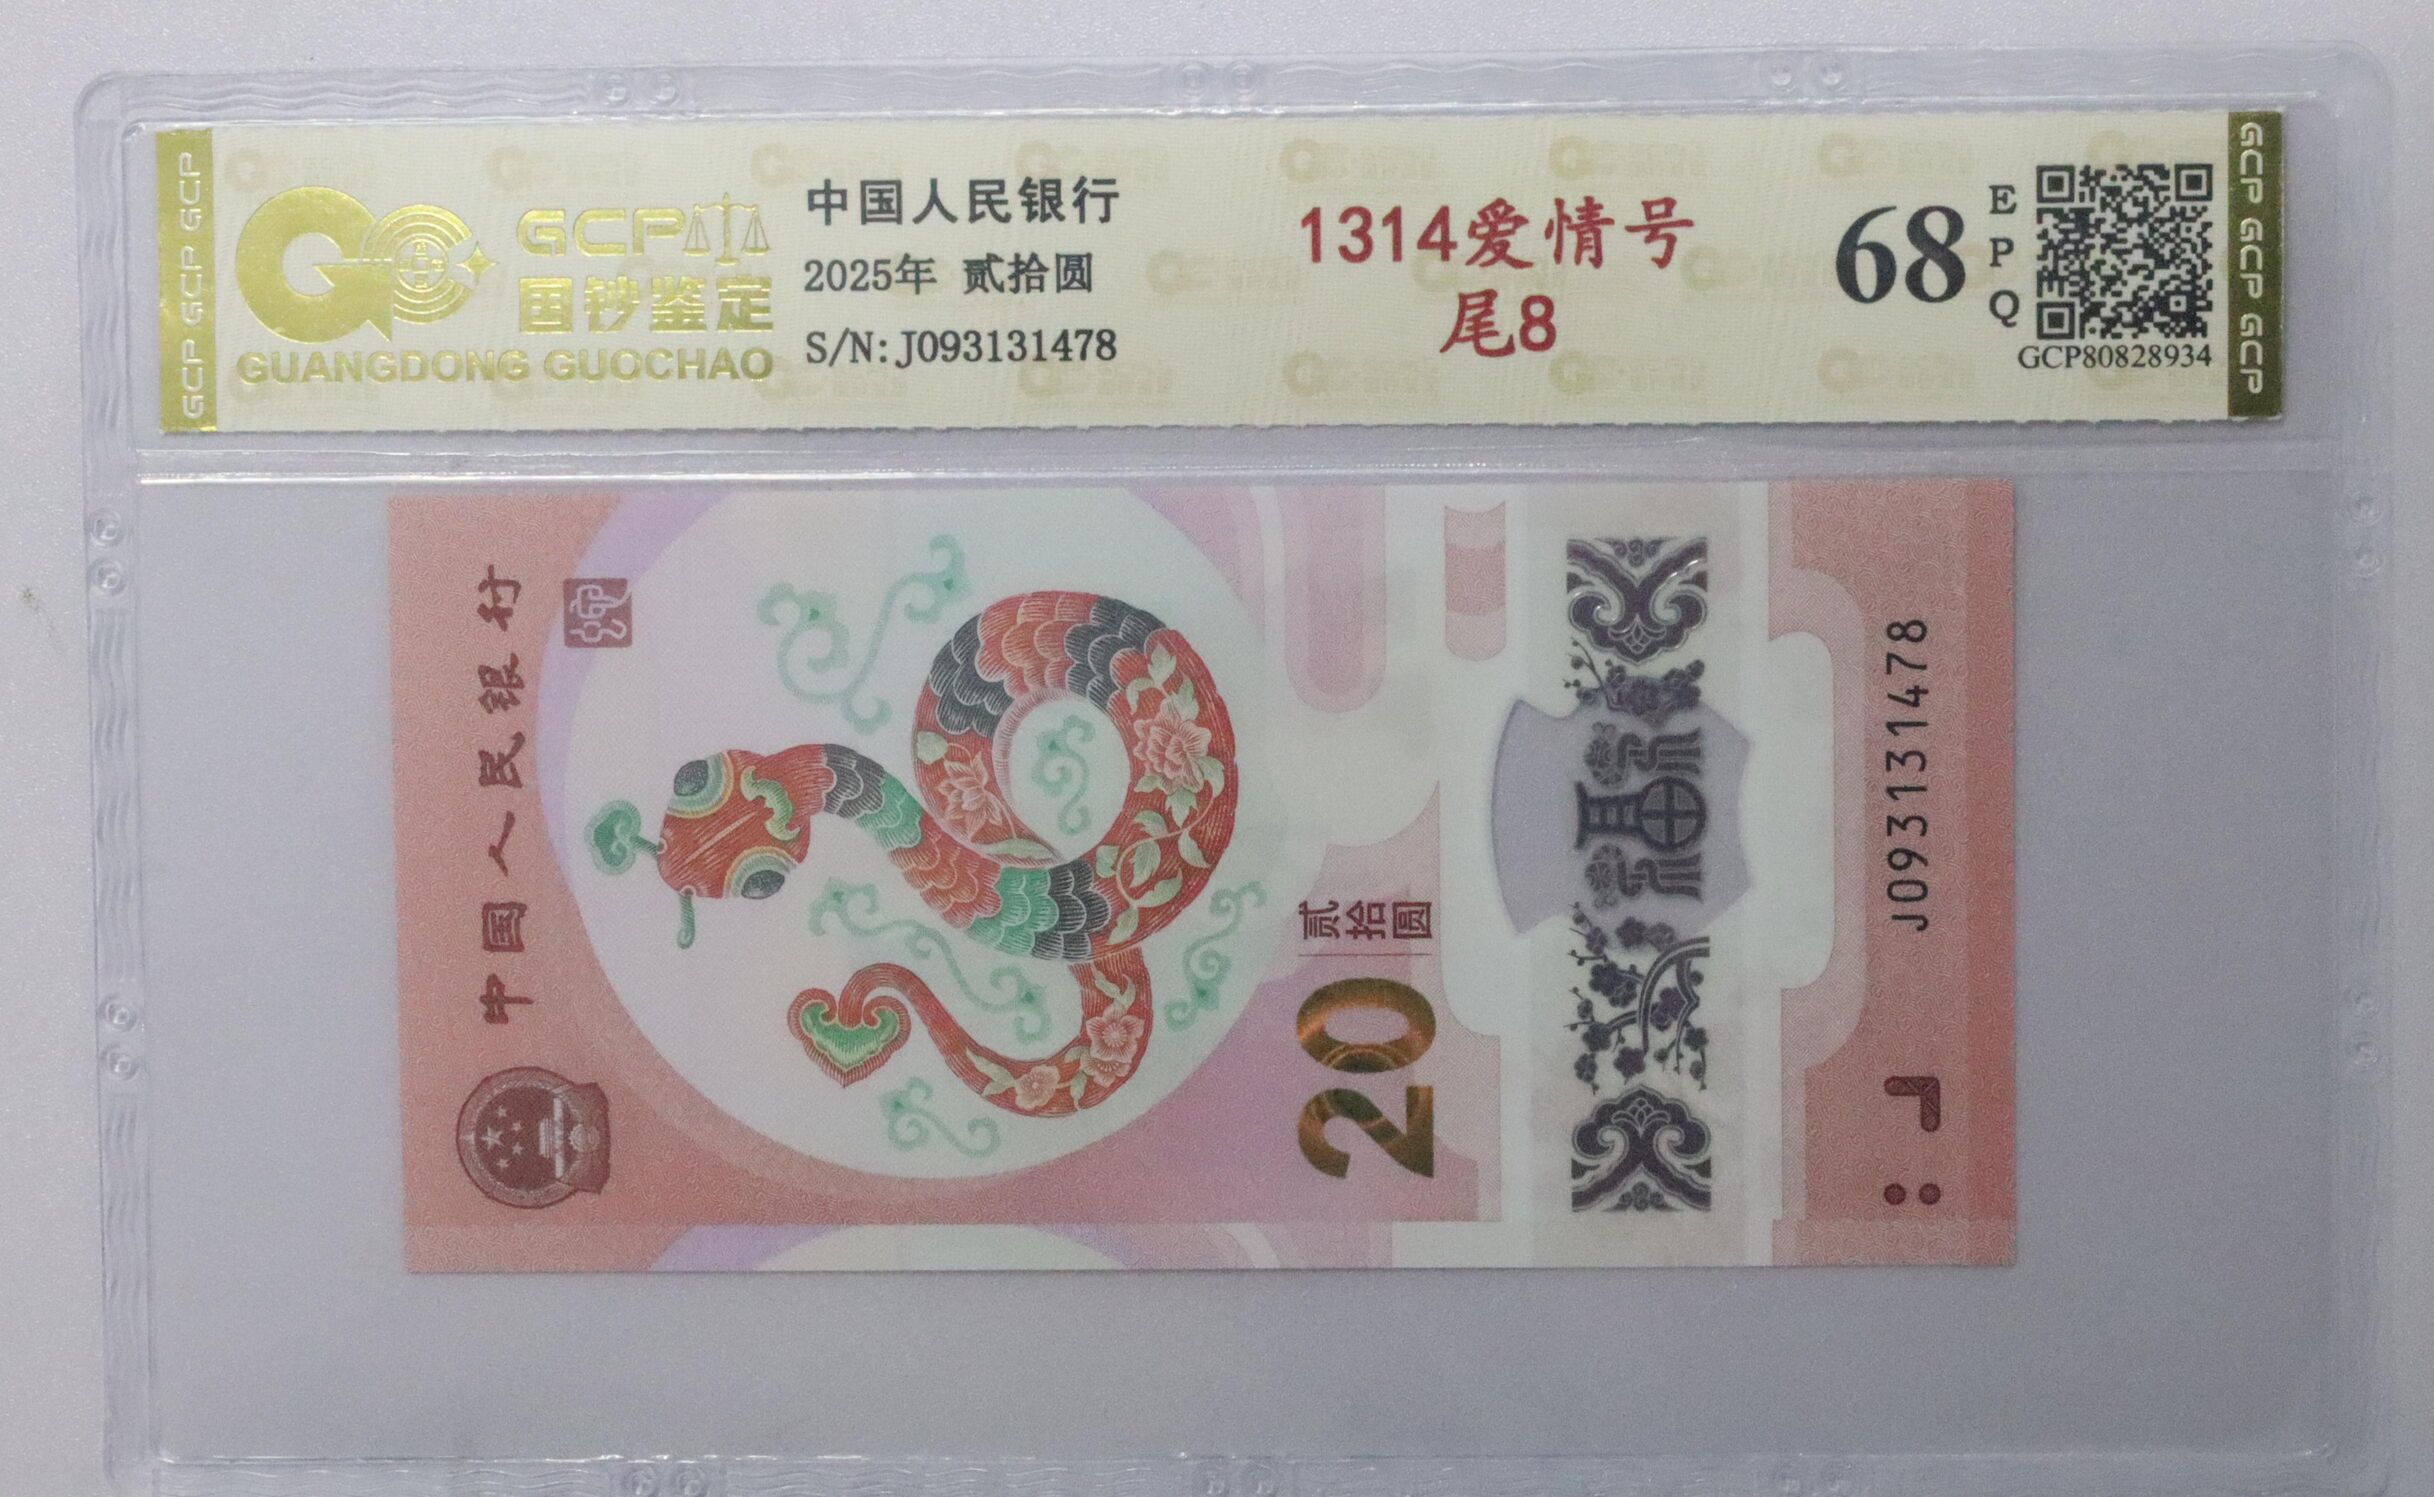 GCP GCP GCP
GCP
国钞鉴定
GUANGDONG GUOCHAO
中国人民银行
2025年 贰拾圆
S/N:J093131478
1314爱情号
尾8
68
EPQ
GCP80828934
GCP GCP GCP
中国人民银行
20
贰拾圆
福
J093131478